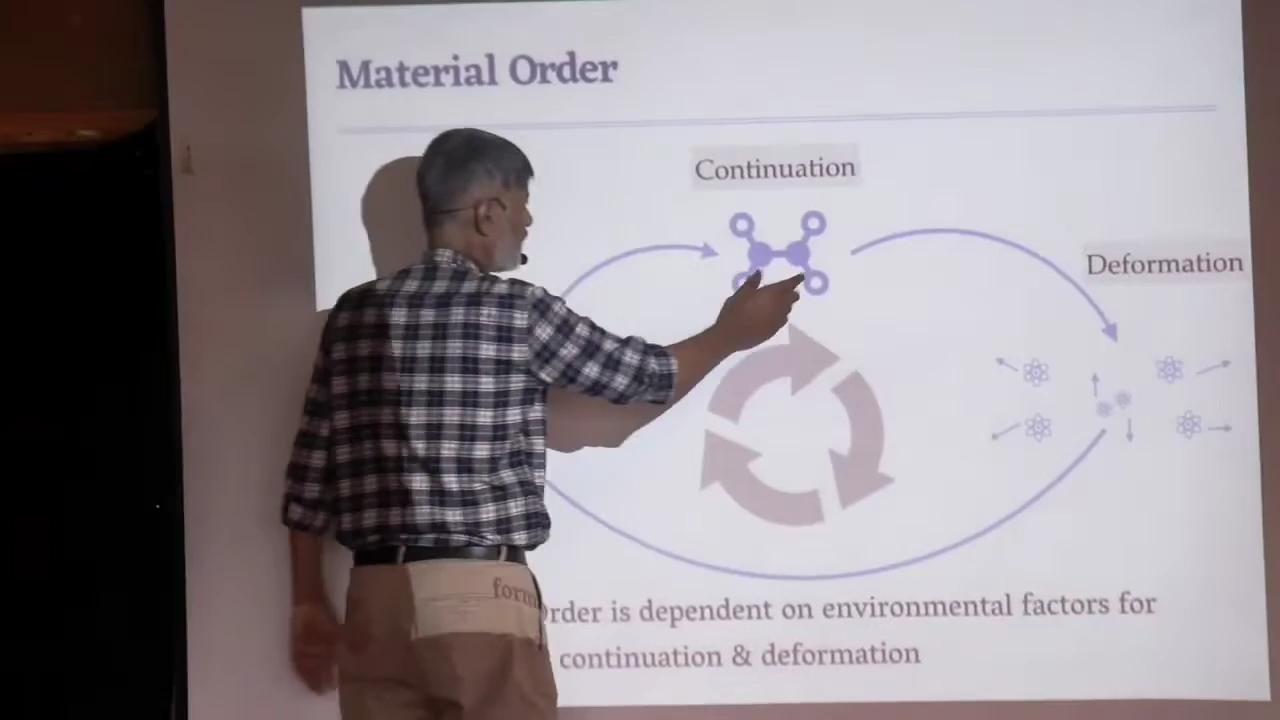 Material Order
Continuation
Deformation
Order is dependent on environmental factors for
continuation & deformation